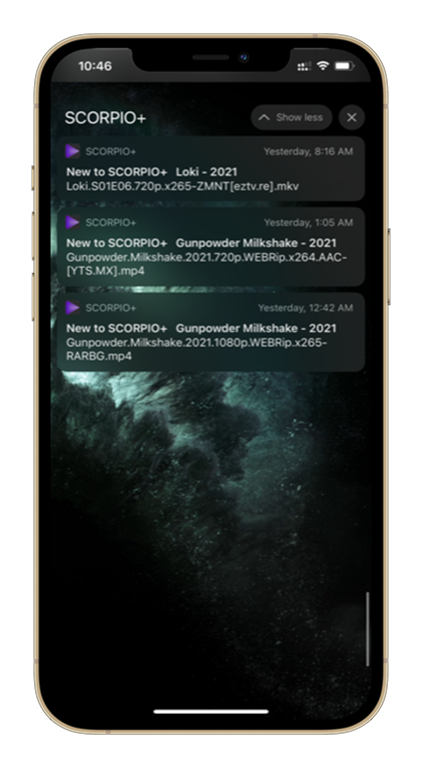 10:46
SCORPIO+
Show less
SCORPIO+
Yesterday, 8:16 AM
New to SCORPIO+ Loki - 2021
Loki.S01E06.720p.x265-ZMNT[eztv.re].mkv
SCORPIO+
Yesterday, 1:05 AM
New to SCORPIO+ Gunpowder Milkshake - 2021
Gunpowder.Milkshake.2021.720p.WEBRip.x264.AAC-
[YTS.MX].mp4
SCORPIO+
Yesterday, 12:42 AM
New to SCORPIO+ Gunpowder Milkshake - 2021
Gunpowder.Milkshake.2021.1080p.WEBRip.x265-
RARBG.mp4